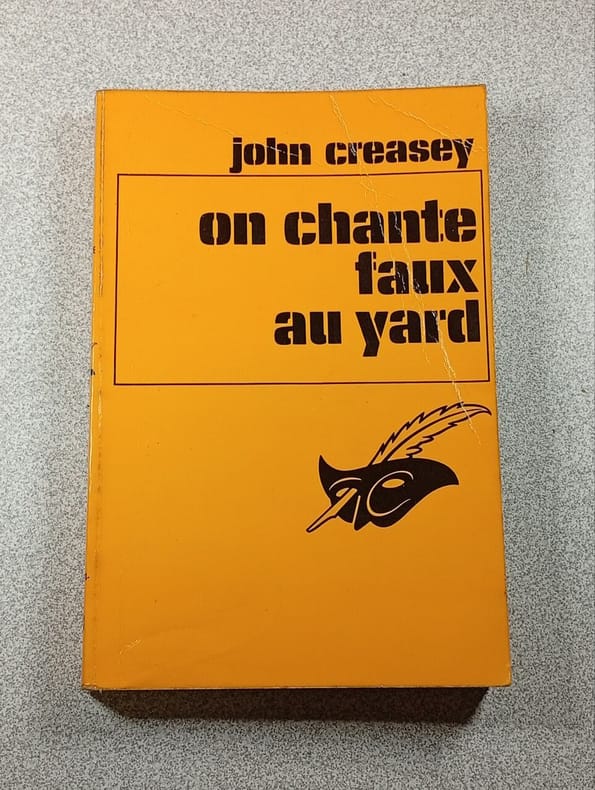 john creasey
on chante
faux
au yard